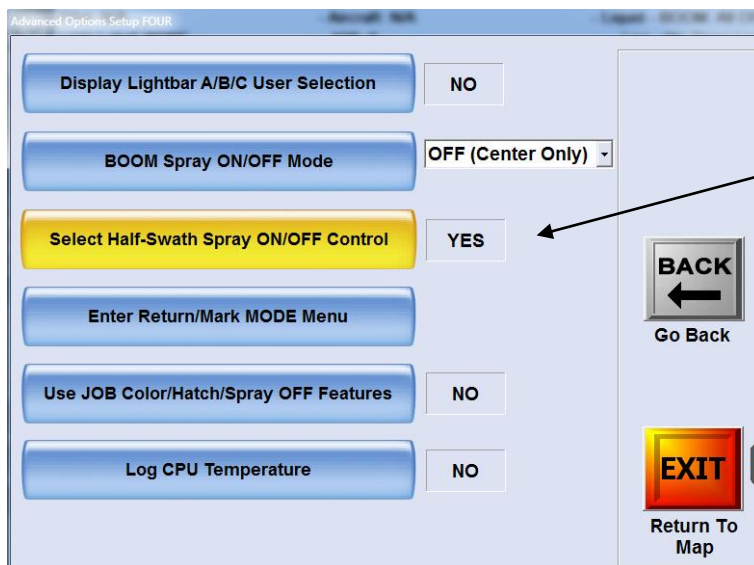 Advanced Options Setup FOUR
- Aircraft N/A
Display Lightbar A/B/C User Selection
NO
BOOM Spray ON/OFF Mode
OFF (Center Only)
Select Half-Swath Spray ON/OFF Control
YES
BACK
Go Back
Enter Return/Mark MODE Menu
Use JOB Color/Hatch/Spray OFF Features
NO
Log CPU Temperature
NO
EXIT
Return To
Map